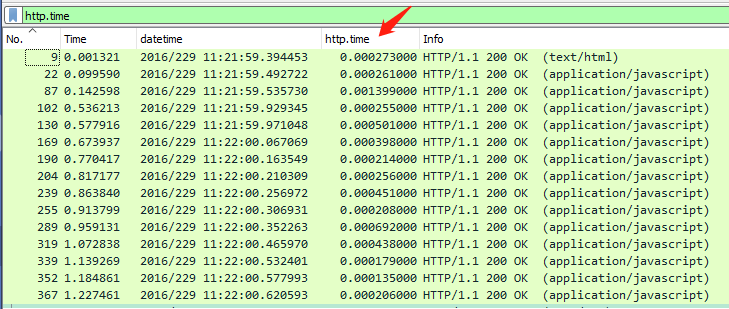 http.time
No. Time datetime http.time Info
9 0.001321 2016/229 11:21:59.394453 0.000273000 HTTP/1.1 200 OK (text/html)
22 0.099590 2016/229 11:21:59.492722 0.000261000 HTTP/1.1 200 OK (application/javascript)
87 0.142598 2016/229 11:21:59.535730 0.001399000 HTTP/1.1 200 OK (application/javascript)
102 0.536213 2016/229 11:21:59.929345 0.000255000 HTTP/1.1 200 OK (application/javascript)
130 0.577916 2016/229 11:21:59.971048 0.000501000 HTTP/1.1 200 OK (application/javascript)
169 0.673937 2016/229 11:22:00.067069 0.000398000 HTTP/1.1 200 OK (application/javascript)
190 0.770417 2016/229 11:22:00.163549 0.000214000 HTTP/1.1 200 OK (application/javascript)
204 0.817177 2016/229 11:22:00.210309 0.000256000 HTTP/1.1 200 OK (application/javascript)
239 0.863840 2016/229 11:22:00.256972 0.000451000 HTTP/1.1 200 OK (application/javascript)
255 0.913799 2016/229 11:22:00.306931 0.000208000 HTTP/1.1 200 OK (application/javascript)
289 0.959131 2016/229 11:22:00.352263 0.000692000 HTTP/1.1 200 OK (application/javascript)
319 1.072838 2016/229 11:22:00.465970 0.000438000 HTTP/1.1 200 OK (application/javascript)
339 1.139269 2016/229 11:22:00.532401 0.000179000 HTTP/1.1 200 OK (application/javascript)
352 1.184861 2016/229 11:22:00.577993 0.000135000 HTTP/1.1 200 OK (application/javascript)
367 1.227461 2016/229 11:22:00.620593 0.000206000 HTTP/1.1 200 OK (application/javascript)